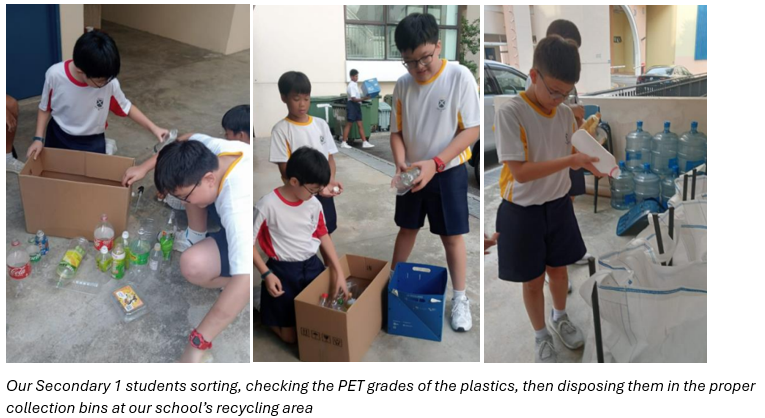 Our Secondary 1 students sorting, checking the PET grades of the plastics, then disposing them in the proper
collection bins at our school’s recycling area